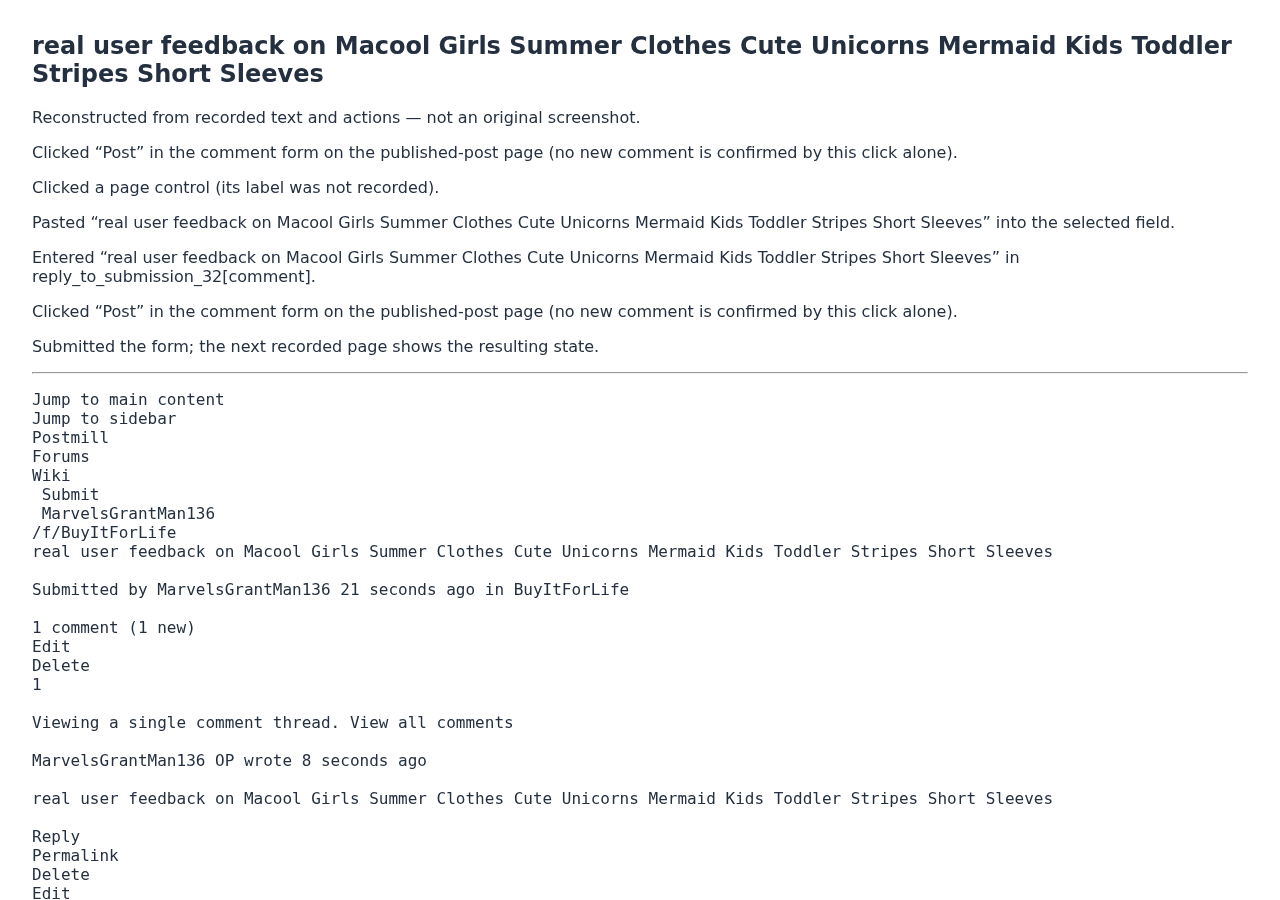 real user feedback on Macool Girls Summer Clothes Cute Unicorns Mermaid Kids Toddler
Stripes Short Sleeves
Reconstructed from recorded text and actions — not an original screenshot.
Clicked “Post” in the comment form on the published-post page (no new comment is confirmed by this click alone).
Clicked a page control (its label was not recorded).
Pasted “real user feedback on Macool Girls Summer Clothes Cute Unicorns Mermaid Kids Toddler Stripes Short Sleeves” into the selected field.
Entered “real user feedback on Macool Girls Summer Clothes Cute Unicorns Mermaid Kids Toddler Stripes Short Sleeves” in
reply_to_submission_32[comment].
Clicked “Post” in the comment form on the published-post page (no new comment is confirmed by this click alone).
Submitted the form; the next recorded page shows the resulting state.
Jump to main content
Jump to sidebar
Postmill
Forums
Wiki
Submit
MarvelsGrantMan136
/f/BuyItForLife
real user feedback on Macool Girls Summer Clothes Cute Unicorns Mermaid Kids Toddler Stripes Short Sleeves
Submitted by MarvelsGrantMan136 21 seconds ago in BuyItForLife
1 comment (1 new)
Edit
Delete
1
Viewing a single comment thread. View all comments
MarvelsGrantMan136 OP wrote 8 seconds ago
real user feedback on Macool Girls Summer Clothes Cute Unicorns Mermaid Kids Toddler Stripes Short Sleeves
Reply
Permalink
Delete
Edit